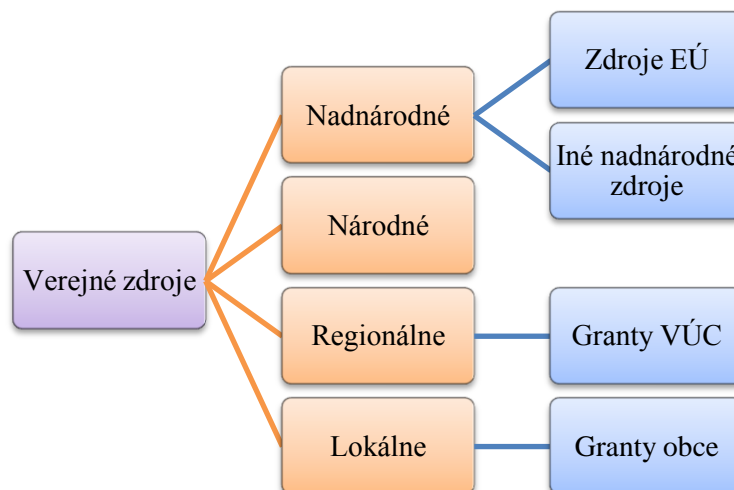 Verejné zdroje
Nadnárodné
Zdroje EÚ
Iné nadnárodné
zdroje
Národné
Regionálne
Granty VÚC
Lokálne
Granty obce